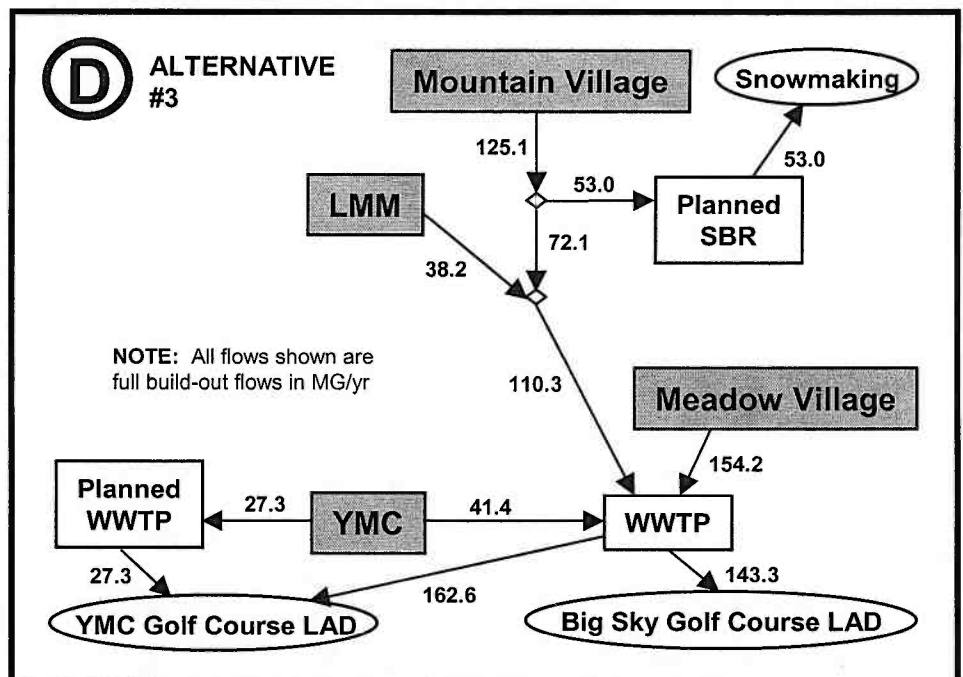 D
ALTERNATIVE
#3
Mountain Village
Snowmaking
125.1
53.0
53.0
LMM
Planned
SBR
72.1
38.2
NOTE: All flows shown are
full build-out flows in MG/yr
110.3
Meadow Village
154.2
Planned
WWTP
27.3
YMC
41.4
WWTP
27.3
162.6
143.3
YMC Golf Course LAD
Big Sky Golf Course LAD